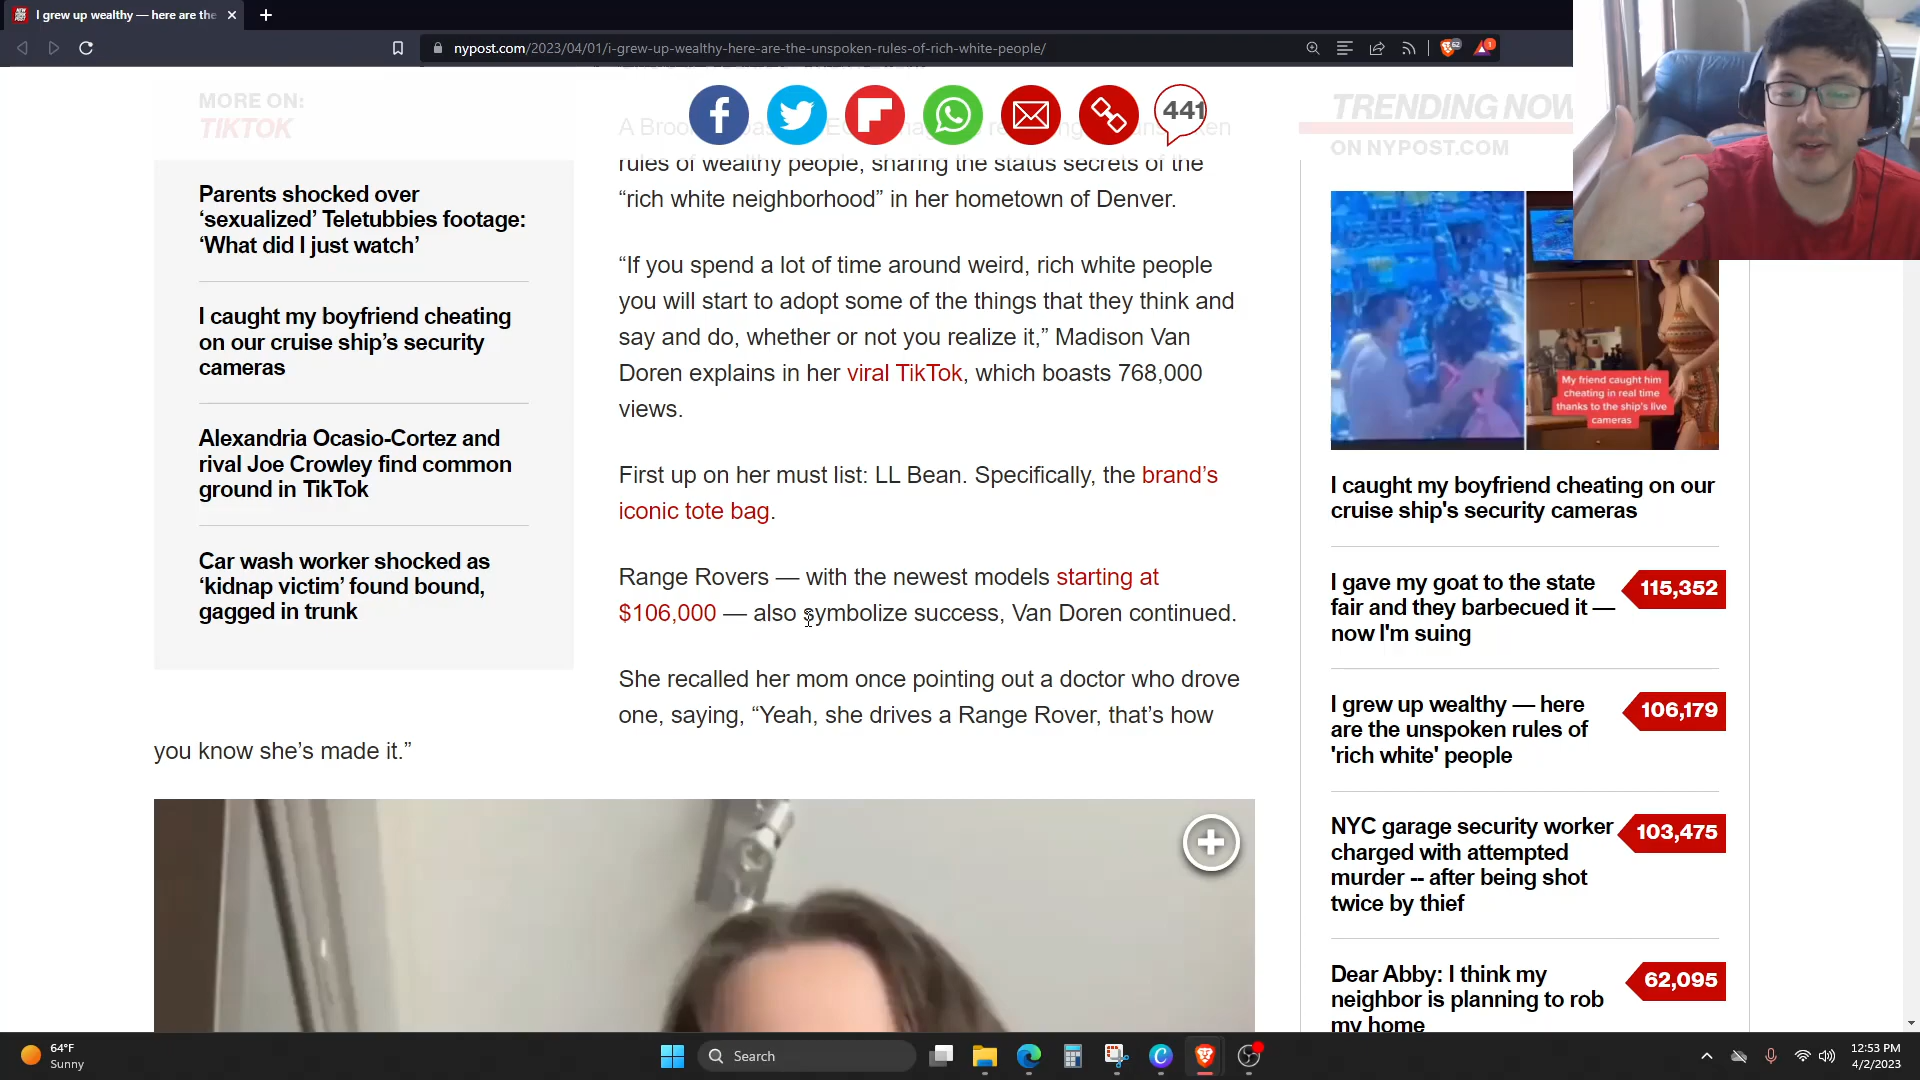 I grew up wealthy — here are the
nypost.com/2023/04/01/i-grew-up-wealthy-here-are-the-unspoken-rules-of-rich-white-people/
62
1
MORE ON:
TIKTOK
Parents shocked over
‘sexualized’ Teletubbies footage:
‘What did I just watch’
I caught my boyfriend cheating
on our cruise ship’s security
cameras
Alexandria Ocasio-Cortez and
rival Joe Crowley find common
ground in TikTok
Car wash worker shocked as
‘kidnap victim’ found bound,
gagged in trunk
441
rules of wealthy people, sharing the status secrets of the
“rich white neighborhood” in her hometown of Denver.
“If you spend a lot of time around weird, rich white people
you will start to adopt some of the things that they think and
say and do, whether or not you realize it,” Madison Van
Doren explains in her viral TikTok, which boasts 768,000
views.
First up on her must list: LL Bean. Specifically, the brand’s
iconic tote bag.
Range Rovers — with the newest models starting at
$106,000 — also symbolize success, Van Doren continued.
She recalled her mom once pointing out a doctor who drove
one, saying, “Yeah, she drives a Range Rover, that’s how
you know she’s made it.”
TRENDING NOW
ON NYPOST.COM
My friend caught him
cheating in real time
thanks to the ship's live
cameras
I caught my boyfriend cheating on our
cruise ship's security cameras
I gave my goat to the state
fair and they barbecued it —
now I'm suing
115,352
I grew up wealthy — here
are the unspoken rules of
'rich white' people
106,179
NYC garage security worker
charged with attempted
murder -- after being shot
twice by thief
103,475
Dear Abby: I think my
neighbor is planning to rob
my home
62,095
64°F
Sunny
Search
12:53 PM
4/2/2023